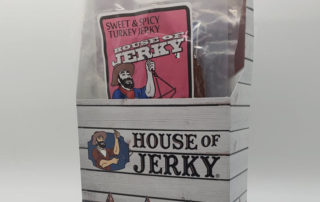 SWEET & SPICY
TURKEY JERKY
HOUSE OF
JERKY
HOUSE OF
JERKY®